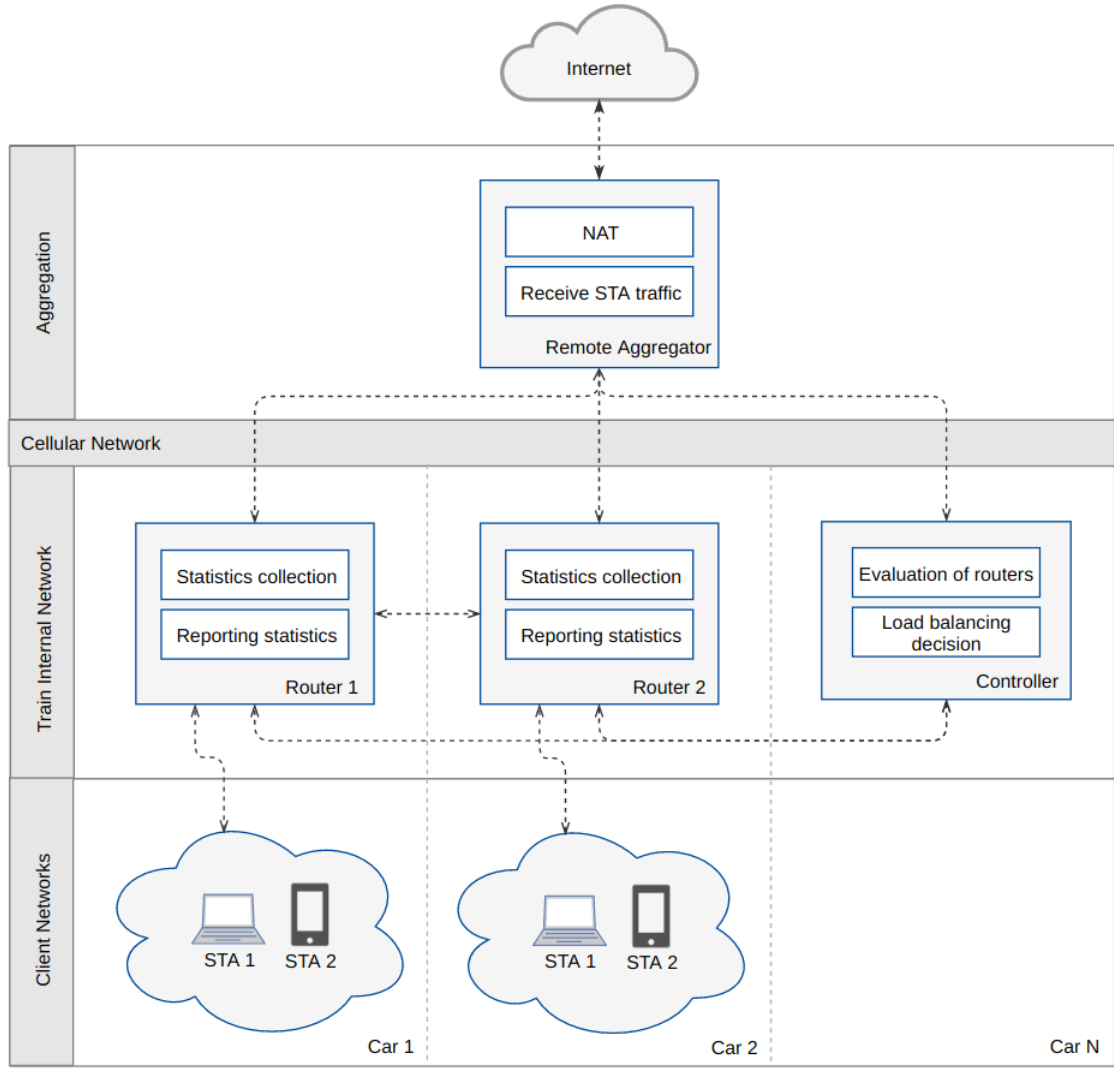 Internet
Aggregation
NAT
Receive STA traffic
Remote Aggregator
Cellular Network
Train Internal Network
Statistics collection
Reporting statistics
Router 1
Statistics collection
Reporting statistics
Router 2
Evaluation of routers
Load balancing
decision
Controller
Client Networks
STA 1
STA 2
Car 1
STA 1
STA 2
Car 2
Car N